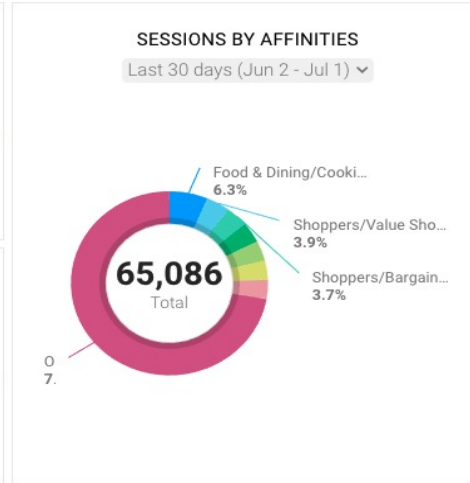 SESSIONS BY AFFINITIES
Last 30 days (Jun 2 - Jul 1)
Food & Dining/Cooki...
6.3%
Shoppers/Value Sho...
3.9%
Shoppers/Bargain...
3.7%
65,086
Total
O
7.